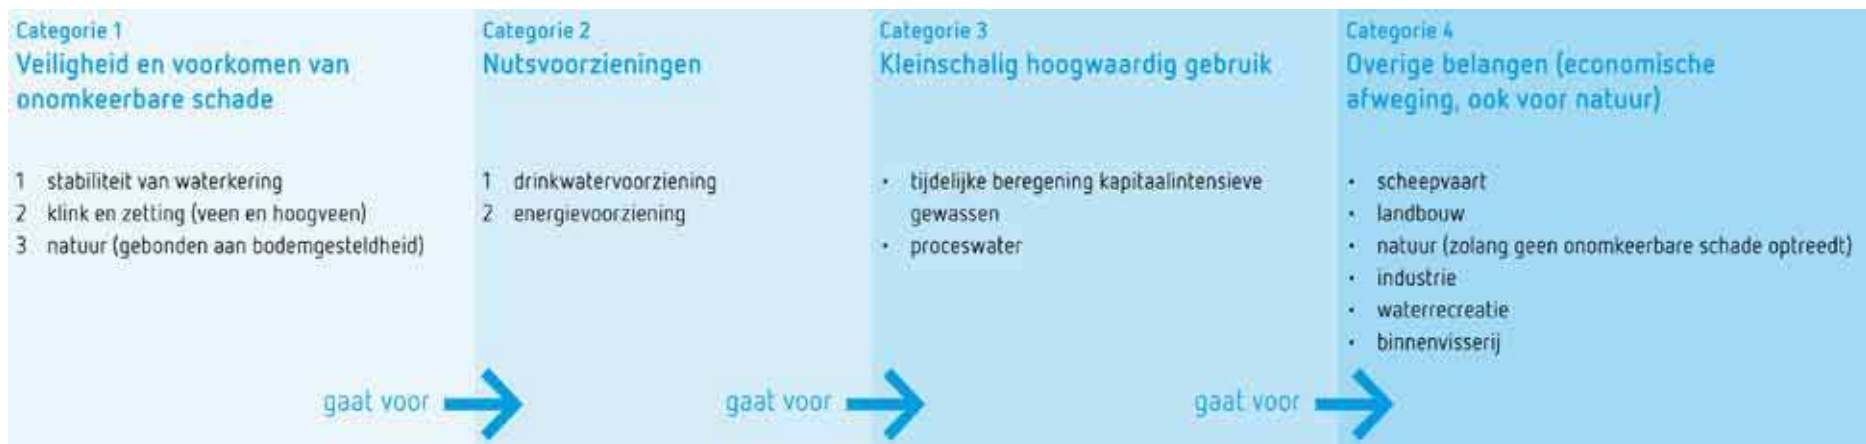 Categorie 1
Veiligheid en voorkomen van
onomkeerbare schade
1 stabiliteit van waterkering
2 klink en zetting (veen en hoogveen)
3 natuur (gebonden aan bodemgesteldheid)
gaat voor
Categorie 2
Nutsvoorzieningen
1 drinkwatervoorziening
2 energievoorziening
gaat voor
Categorie 3
Kleinschalig hoogwaardig gebruik
• tijdelijke beregening kapitaalintensieve
gewassen
• proceswater
gaat voor
Categorie 4
Overige belangen (economische
afweging, ook voor natuur)
• scheepvaart
• landbouw
• natuur (zolang geen onomkeerbare schade optreedt)
• industrie
• waterrecreatie
• binnenvisserij